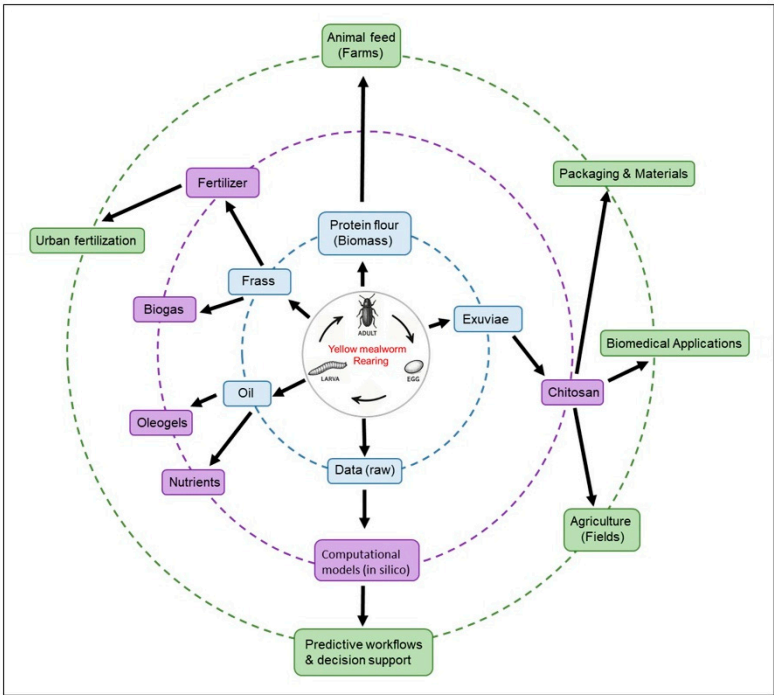 Animal feed
(Farms)
Packaging & Materials
Fertilizer
Urban fertilization
Protein flour
(Biomass)
Frass
Biogas
Exuviae
ADULT
Yellow mealworm
Rearing
LARVA
EGG
Biomedical Applications
Oil
Chitosan
Oleogels
Nutrients
Data (raw)
Agriculture
(Fields)
Computational
models (in silico)
Predictive workflows
& decision support